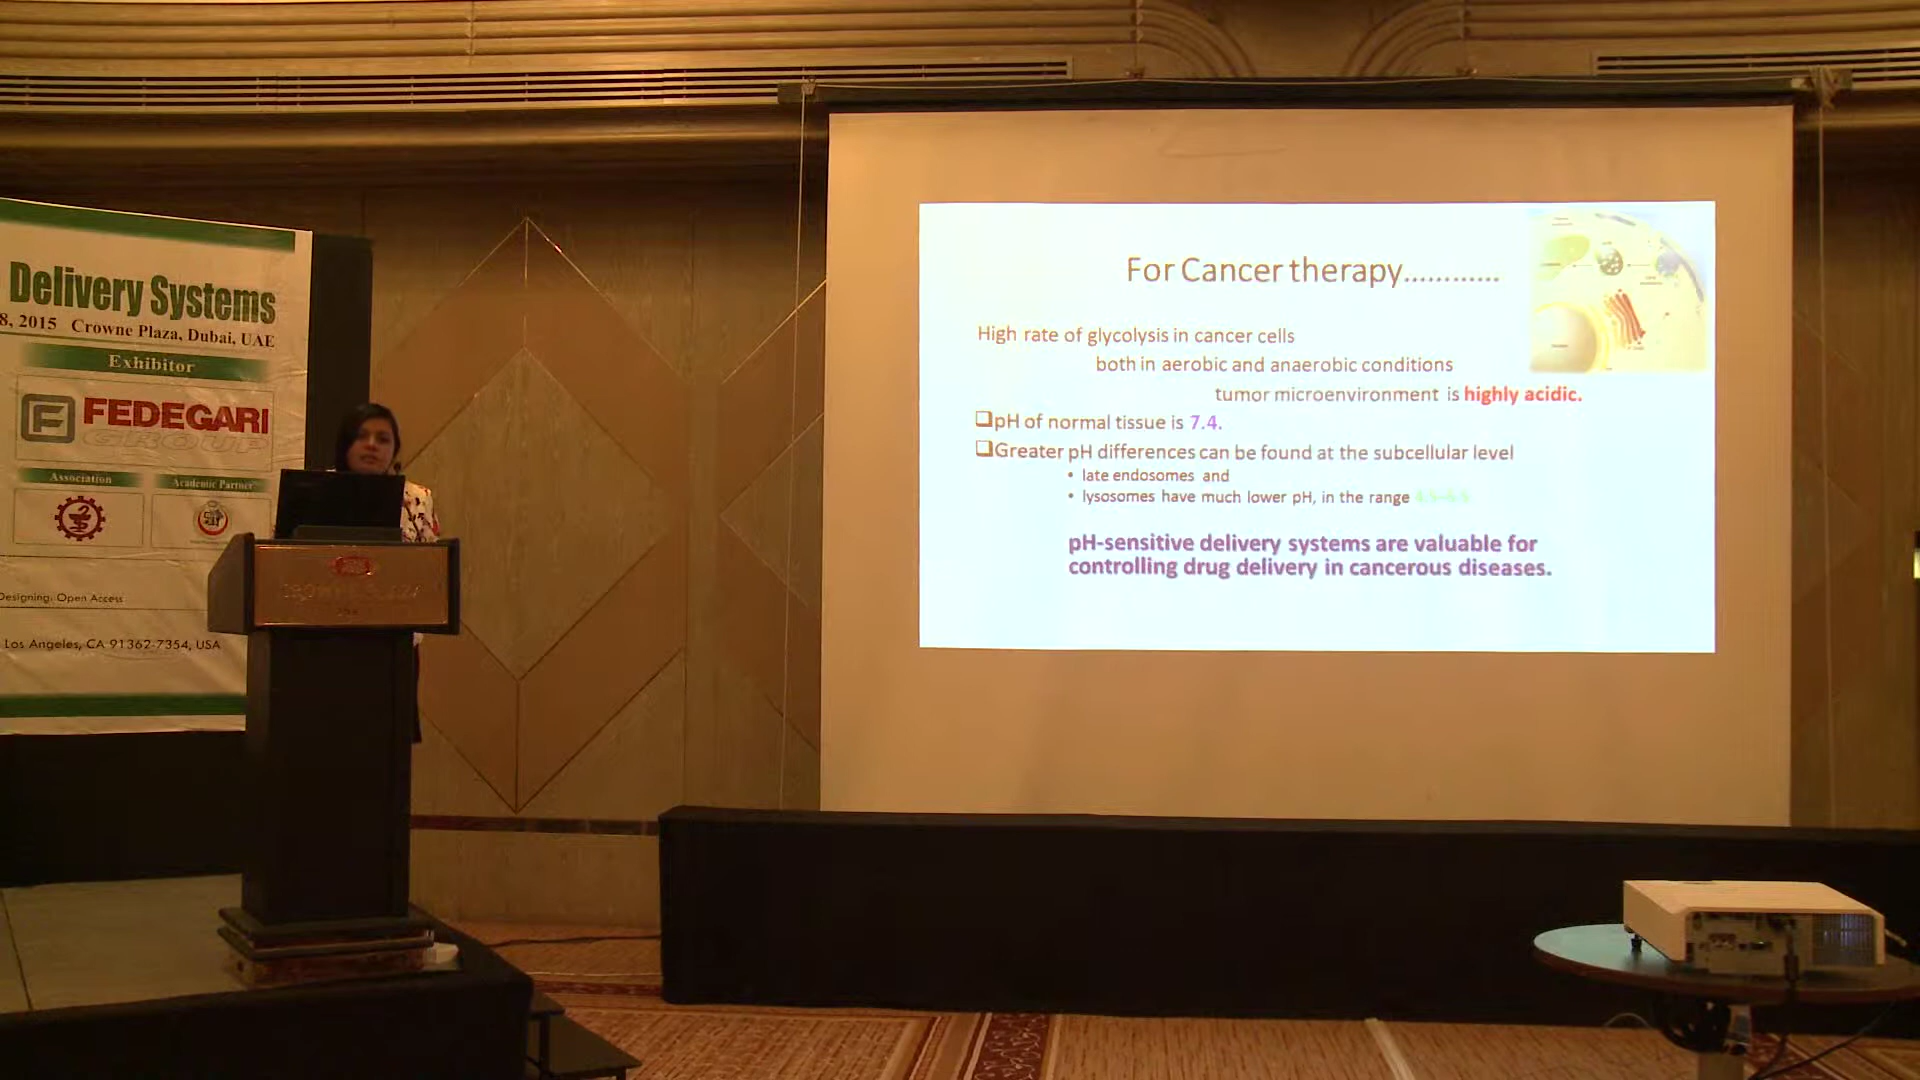 Delivery Systems
8, 2015 Crowne Plaza, Dubai, UAE
Exhibitor
FEDEGARI
GROUP
Association
Academic Partner
Designing, Open Access
Los Angeles, CA 91362-7354, USA
For Cancer therapy............
High rate of glycolysis in cancer cells
both in aerobic and anaerobic conditions
tumor microenvironment is highly acidic.
pH of normal tissue is 7.4.
Greater pH differences can be found at the subcellular level
• late endosomes and
• lysosomes have much lower pH, in the range
pH-sensitive delivery systems are valuable for
controlling drug delivery in cancerous diseases.